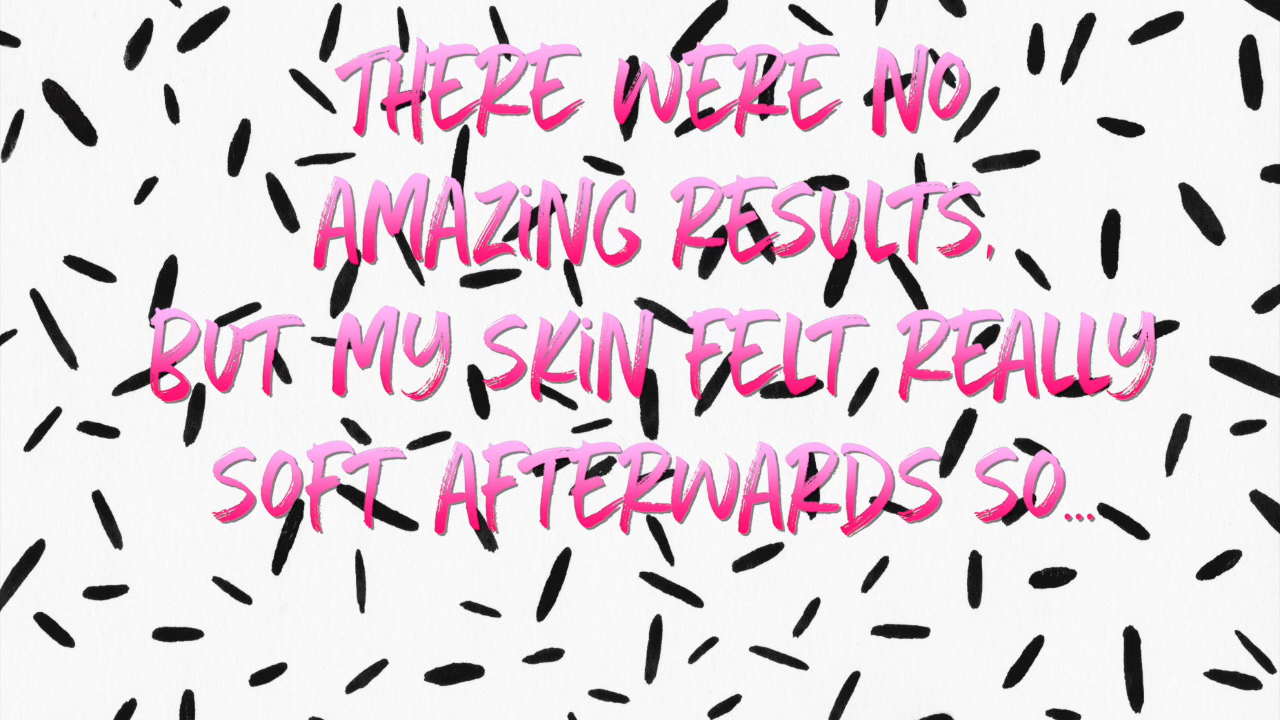 THERE WERE NO
AMAZING RESULTS,
BUT MY SKIN FELT REALLY
SOFT AFTERWARDS SO...